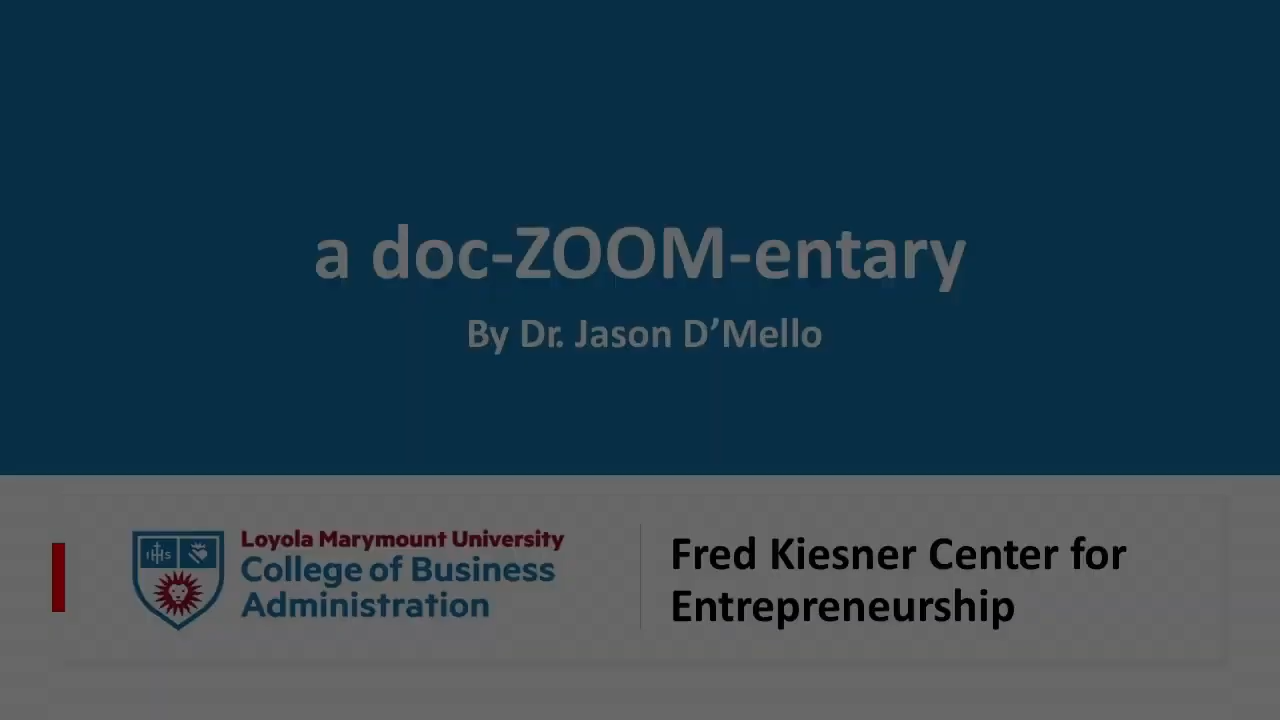 a doc-ZOOM-entary
By Dr. Jason D’Mello
IHS
Loyola Marymount University
College of Business
Administration
Fred Kiesner Center for
Entrepreneurship